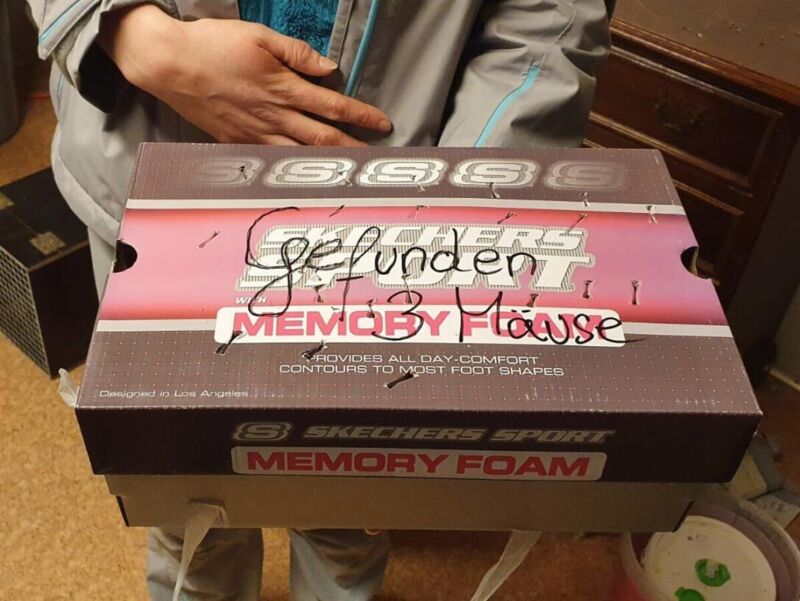 SSSSS
SKECHERS
Gefunden
SPORT
WITH
3 Mäuse
MEMORY FOAM
PROVIDES ALL DAY-COMFORT
CONTOURS TO MOST FOOT SHAPES
Designed in Los Angeles
S SKECHERS SPORT
MEMORY FOAM